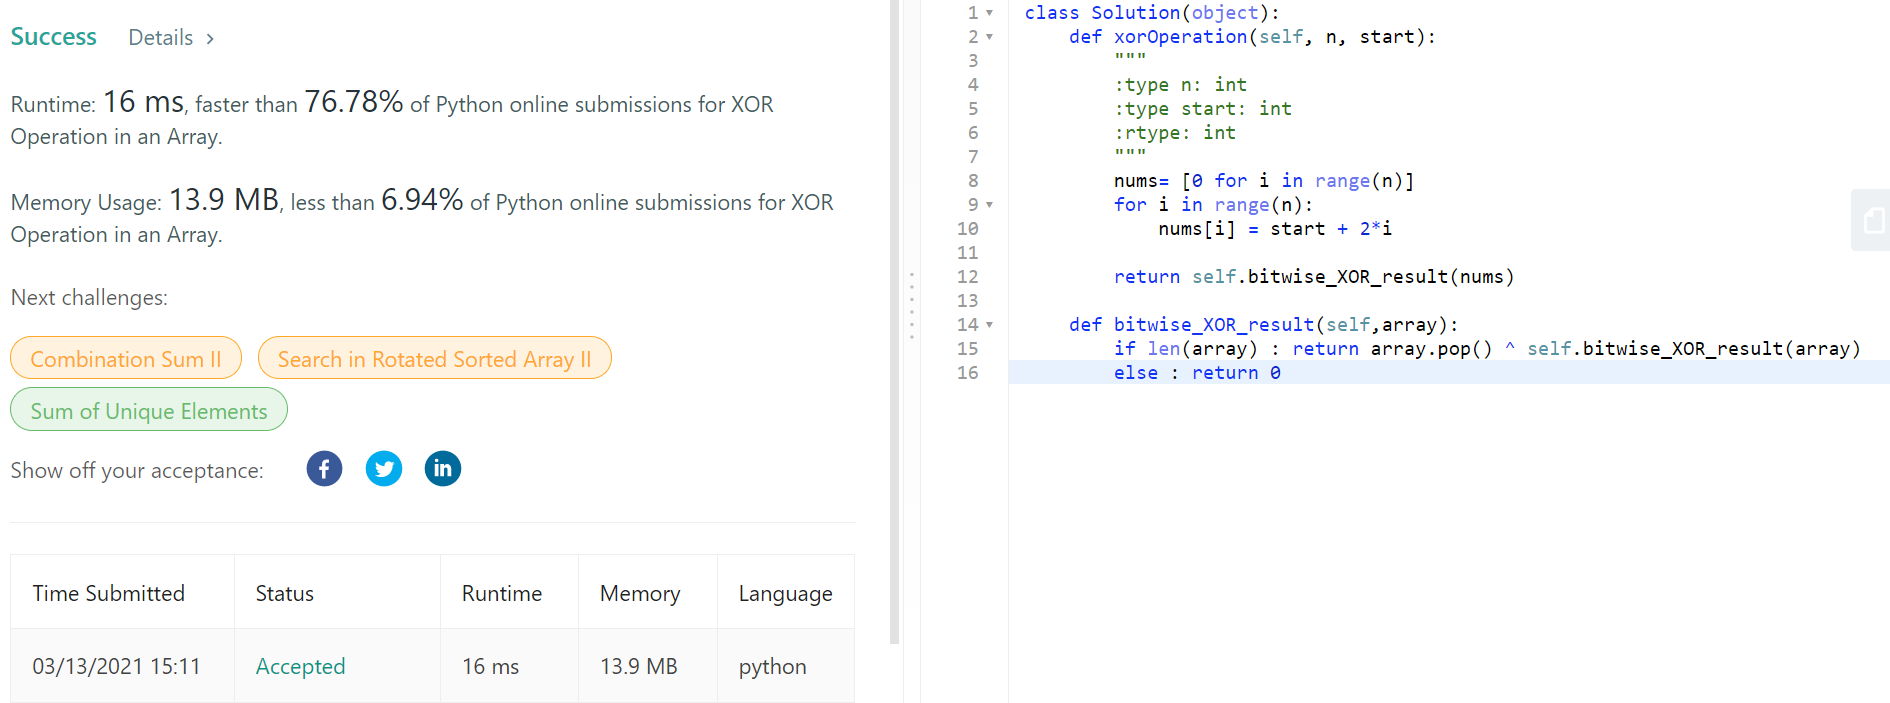 Success Details >
Runtime: 16 ms, faster than 76.78% of Python online submissions for XOR
Operation in an Array.
Memory Usage: 13.9 MB, less than 6.94% of Python online submissions for XOR
Operation in an Array.
Next challenges:
Combination Sum II Search in Rotated Sorted Array II
Sum of Unique Elements
Show off your acceptance: f in
Time Submitted Status Runtime Memory Language
03/13/2021 15:11 Accepted 16 ms 13.9 MB python
1 class Solution(object):
2     def xorOperation(self, n, start):
3         """
4         :type n: int
5         :type start: int
6         :rtype: int
7         """
8         nums= [0 for i in range(n)]
9         for i in range(n):
10             nums[i] = start + 2*i
11
12         return self.bitwise_XOR_result(nums)
13
14     def bitwise_XOR_result(self,array):
15         if len(array) : return array.pop() ^ self.bitwise_XOR_result(array)
16         else : return 0